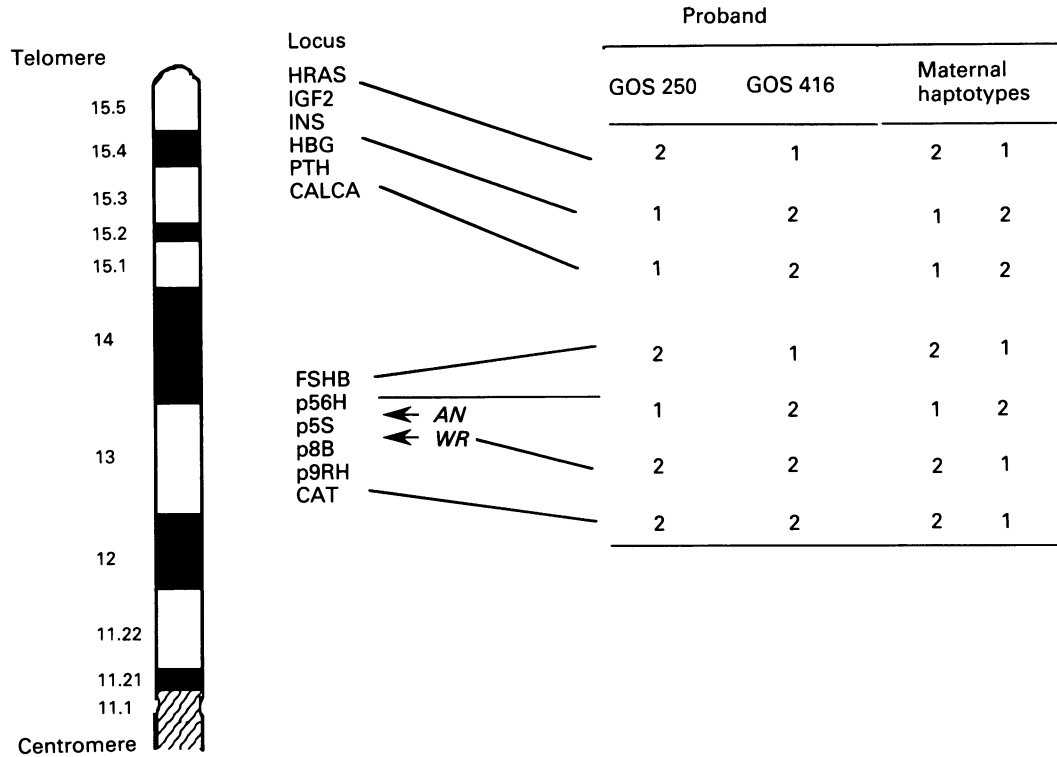 Proband
Telomere
Locus
GOS 250 GOS 416 Maternal haptotypes
HRAS
IGF2
INS
HBG
PTH
CALCA
2 1 2 1
1 2 1 2
1 2 1 2
15.5
15.4
15.3
15.2
15.1
14
13
12
11.22
11.21
11.1
Centromere
FSHB
p56H
p5S
p8B
p9RH
CAT
AN
WR
2 1 2 1
1 2 1 2
2 2 2 1
2 2 2 1